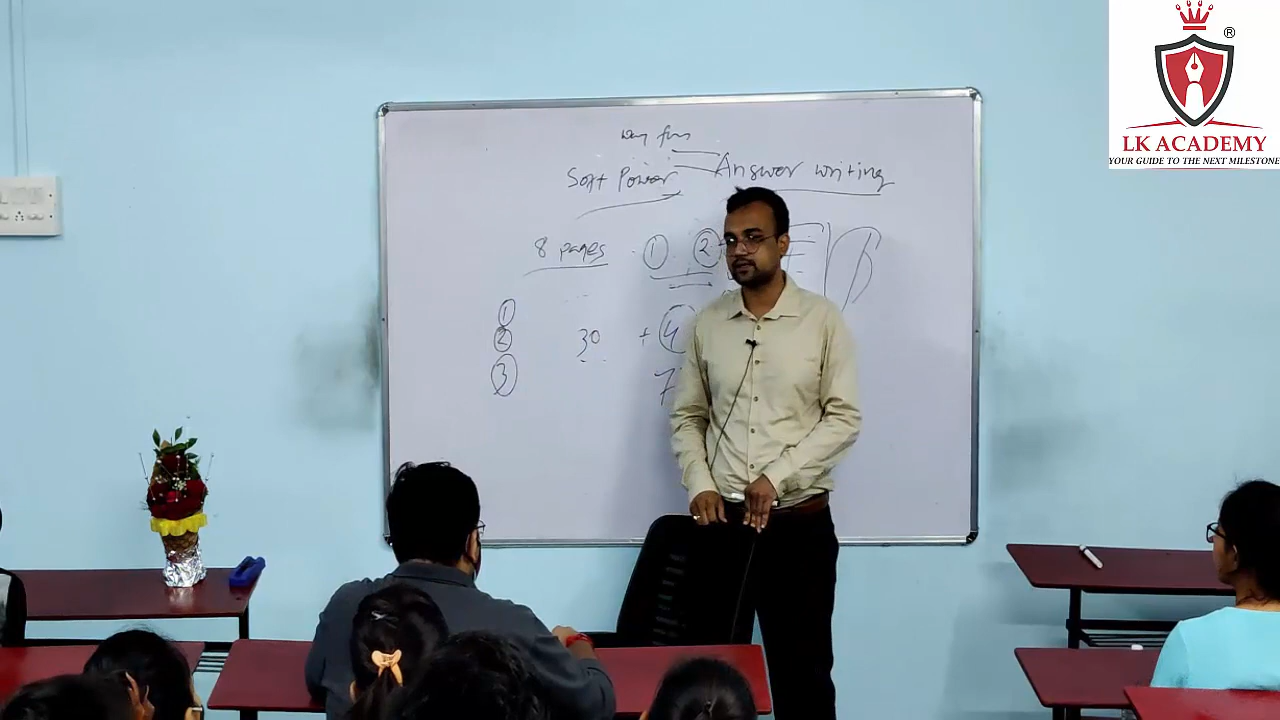 Soft Power Answer writing
8 pages 1 2
1
2 30 + 4
3 7
®
LK ACADEMY
YOUR GUIDE TO THE NEXT MILESTONE